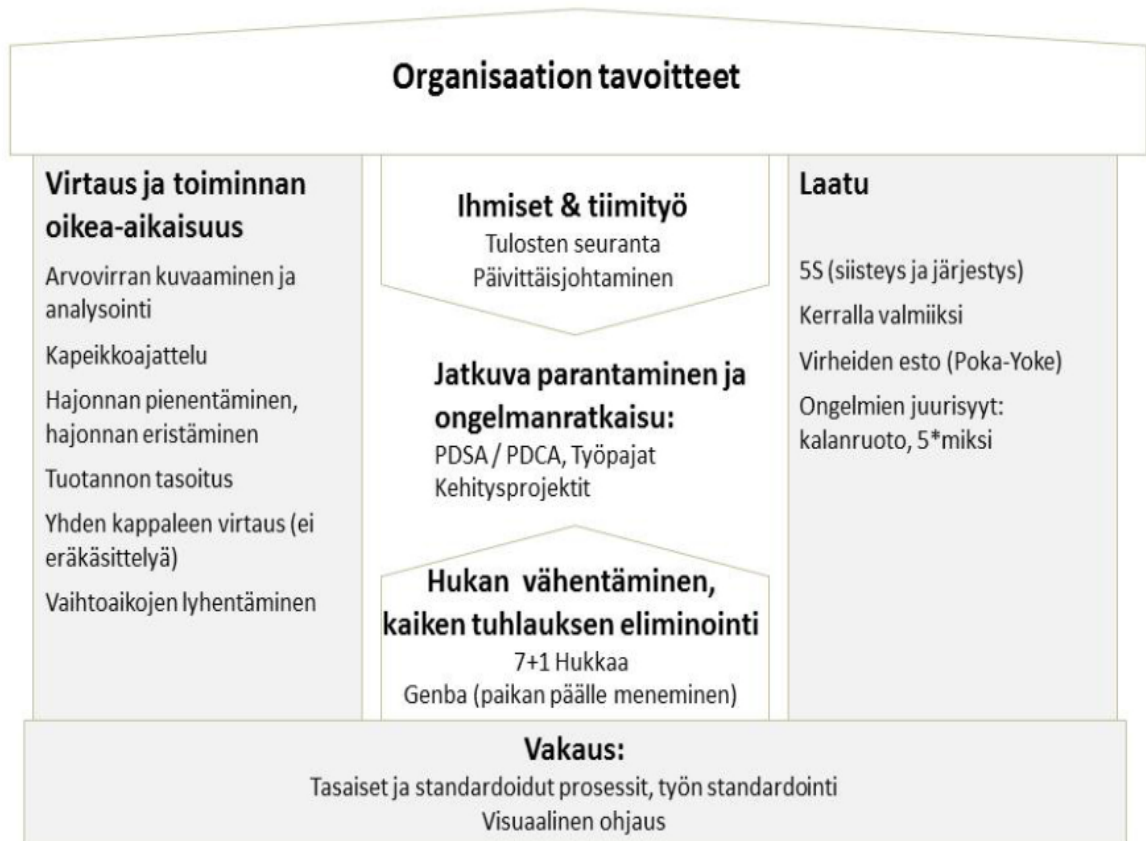 Organisaation tavoitteet
Virtaus ja toiminnan
oikea-aikaisuus
Arvovirran kuvaaminen ja
analysointi
Kapeikkoajattelu
Hajonnan pienentäminen,
hajonnan eristäminen
Tuotannon tasoitus
Yhden kappaleen virtaus (ei
eräkäsittelyä)
Vaihtoaikojen lyhentäminen
Ihmiset & tiimityö
Tulosten seuranta
Päivittäisjohtaminen
Jatkuva parantaminen ja
ongelmanratkaisu:
PDSA / PDCA, Työpajat
Kehitysprojektit
Hukan vähentäminen,
kaiken tuhlauksen eliminointi
7+1 Hukkaa
Genba (paikan päälle meneminen)
Laatu
5S (siisteys ja järjestys)
Kerralla valmiiksi
Virheiden esto (Poka-Yoke)
Ongelmien juurisyyt:
kalanruoto, 5*miksi
Vakaus:
Tasaiset ja standardoidut prosessit, työn standardointi
Visuaalinen ohjaus